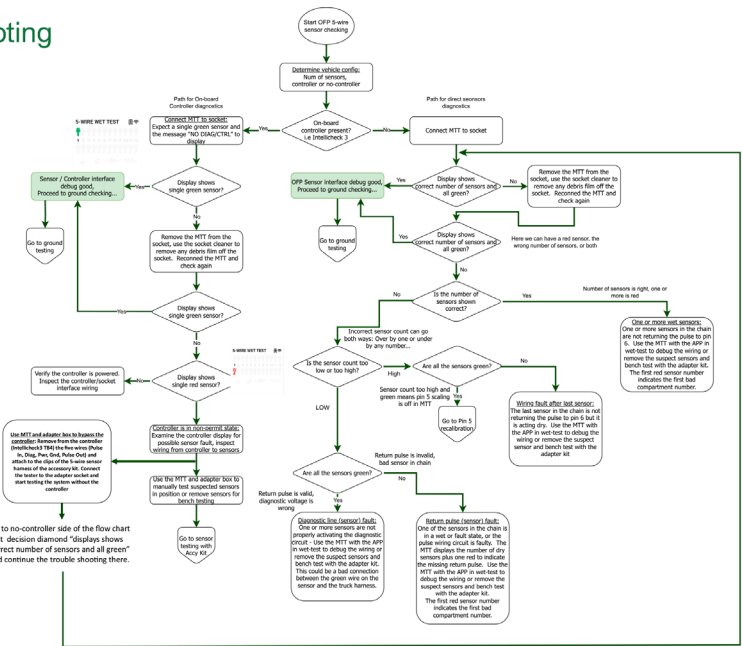 oting
Start OFP 5-wire
sensor checking
Determine vehicle config:
Num of sensors,
controller or no-controller
Path for On-board
Controller diagnostics
Path for direct seonsors
diagnosis
5-WIRE WET TEST
Connect MTT to socket:
Expect a single green sensor and
the message "NO DIAG/CTRL" to
display
Yes
On-board
controller present?
i.e Intellicheck 3
No
Connect MTT to socket
Sensor / Controller interface
debug good,
Proceed to ground checking...
Yes
Display shows
single green sensor?
OFP Sensor interface debug good,
Proceed to ground checking...
Yes
Display shows
correct number of sensors and
all green?
No
Remove the MTT from the
socket, use the socket cleaner to
remove any debris film off the
socket. Reconned the MTT and
check again
No
Go to ground
testing
Remove the MTT from the
socket, use the socket cleaner to
remove any debris film off the
socket. Reconned the MTT and
check again
Go to ground
testing
Yes
Display shows
correct number of sensors and
all green?
Here we can have a red sensor, the
wrong number of sensors, or both
No
Yes
Display shows
single green sensor?
No
Is the number of
sensors shown
correct?
Yes
Number of sensors is right, one or
more is red
Incorrect sensor count can go
both ways: Over by one or under
by any number...
One or more wet sensors:
One or more sensors in the chain
are not returning the pulse to pin
6. Use the MTT with the APP in
wet-test to debug the wiring or
remove the suspect sensors and
bench test with the adapter kit.
The first red sensor number
indicates the first bad
compartment number.
No
5-WIRE WET TEST
Verify the controller is powered.
Inspect the controller/socket
interface wiring
No
Display shows
single red sensor?
Is the sensor count too
low or too high?
High
Are all the sensors green?
No
Sensor count too high and
green means pin 5 scaling
is off in MTT
Yes
Yes
LOW
Go to Pin 5
recalibration
Wiring fault after last sensor:
The last sensor in the chain is not
returning the pulse to pin 6 but it
is acting dry. Use the MTT with
the APP in wet-test to debug the
wiring or remove the suspect
sensor and bench test with the
adapter kit
Use MTT and adapter box to bypass the
controller: Remove from the controller
(Intellicheck3 TB4) the five wires (Pulse
In, Diag, Pwr, Gnd, Pulse Out) and
attach to the clips of the 5-wire sensor
harness of the accessory kit. Connect
the tester to the adapter socket and
start testing the system without the
controller
Controller is in non-permit state:
Examine the controller display for
possible sensor fault, inspect
wiring from controller to sensors
Use the MTT and adapter box to
manually test suspected sensors
in position or remove sensors for
bench testing
Are all the sensors green?
Return pulse is invalid,
bad sensor in chain
No
Return pulse is valid,
diagnostic voltage is
wrong
Yes
to no-controller side of the flow chart
t decision diamond "displays shows
rrect number of sensors and all green"
d continue the trouble shooting there.
Go to sensor
testing with
Accy Kit
Diagnostic line (sensor) fault:
One or more sensors are not
properly activating the diagnostic
circuit - Use the MTT with the APP
in wet-test to debug the wiring or
remove the suspect sensors and
bench test with the adapter kit.
This could be a bad connection
between the green wire on the
sensor and the truck harness.
Return pulse (sensor) fault:
One of the sensors in the chain is
in a wet or fault state, or the
pulse wiring circuit is faulty. The
MTT displays the number of dry
sensors plus one red to indicate
the missing return pulse. Use the
MTT with the APP in wet-test to
debug the wiring or remove the
suspect sensors and bench test
with the adapter kit.
The first red sensor number
indicates the first bad
compartment number.